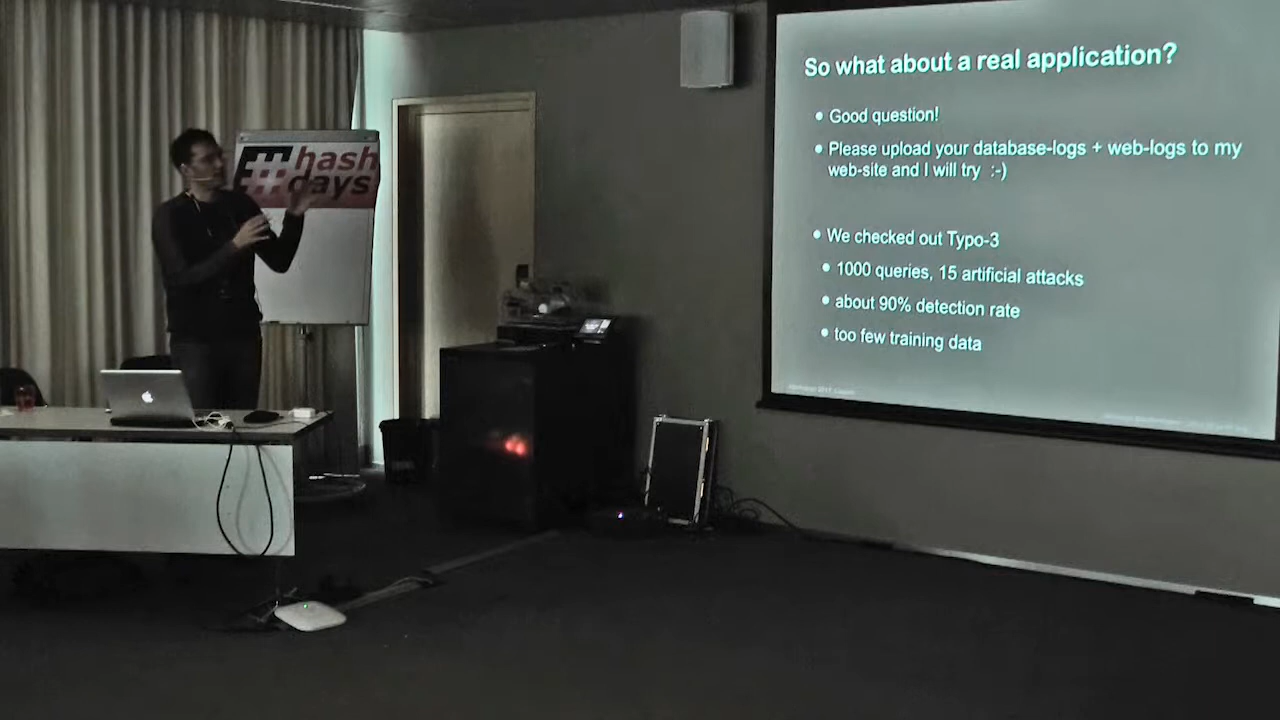 #hash
days
So what about a real application?
• Good question!
• Please upload your database-logs + web-logs to my
web-site and I will try :-)
• We checked out Typo-3
• 1000 queries, 15 artificial attacks
• about 90% detection rate
• too few training data